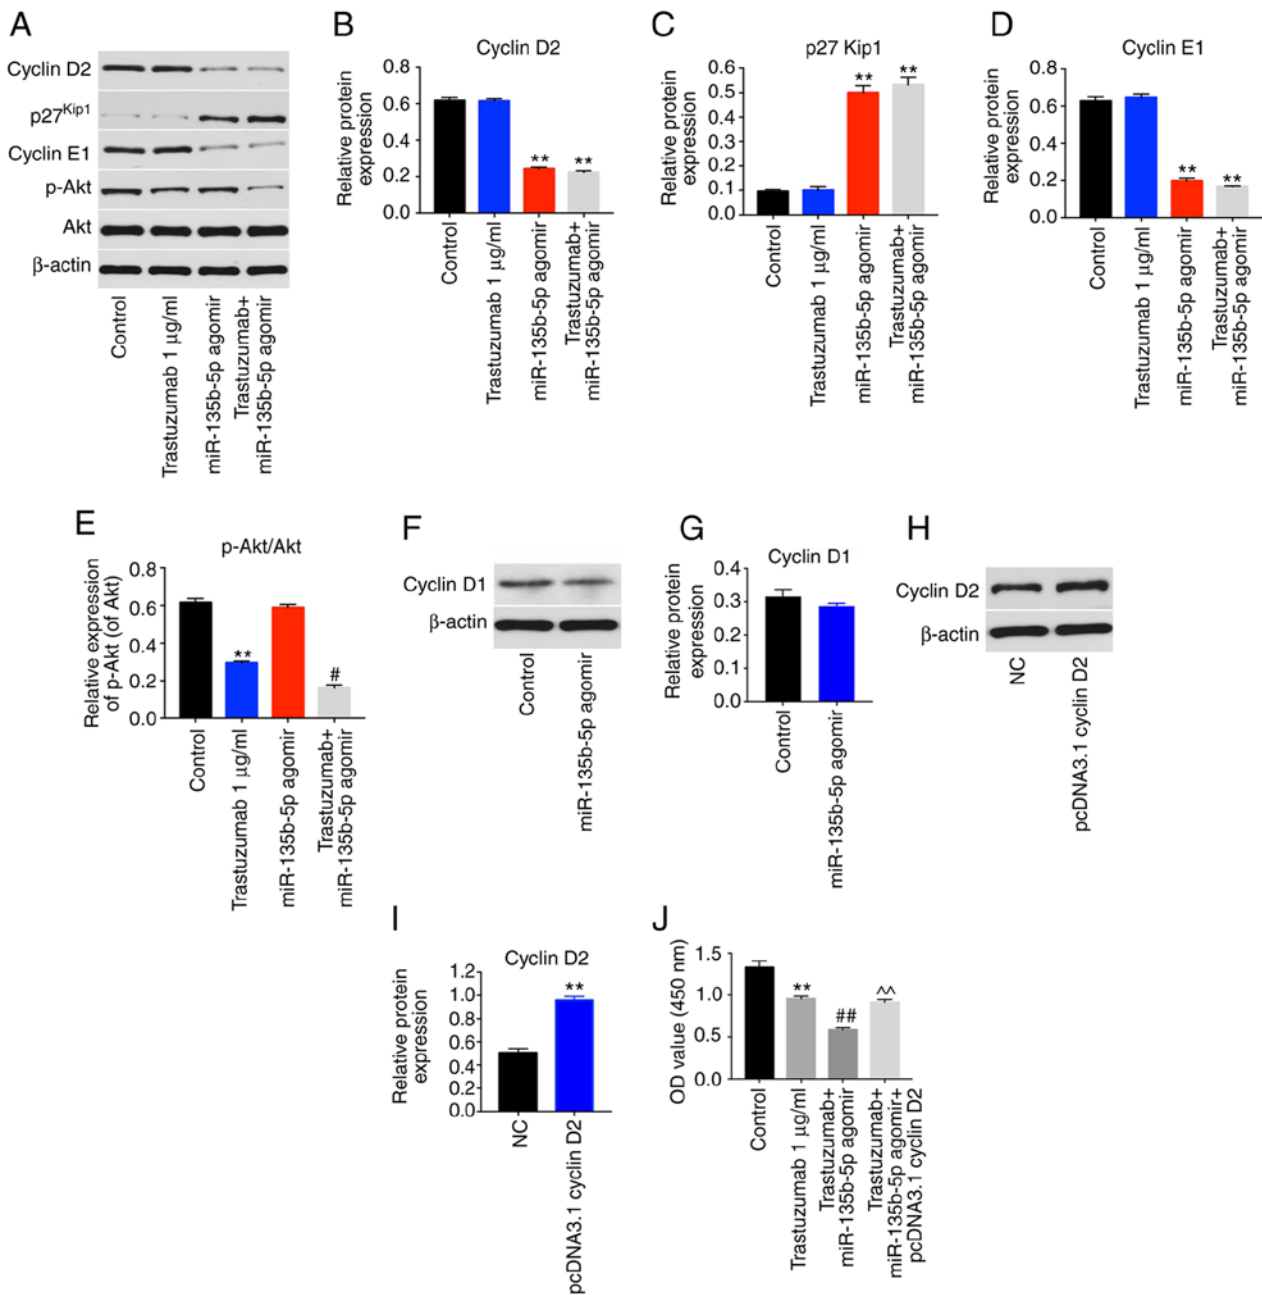 A
Cyclin D2
p27Kip1
Cyclin E1
p-Akt
Akt
β-actin
Control
Trastuzumab 1 μg/ml
miR-135b-5p agomir
Trastuzumab+
miR-135b-5p agomir
B
Cyclin D2
Relative protein
expression
0.8
0.6
0.4
0.2
0.0
**
**
Control
Trastuzumab 1 μg/ml
miR-135b-5p agomir
Trastuzumab+
miR-135b-5p agomir
C
p27 Kip1
Relative protein
expression
0.6
0.5
0.4
0.3
0.2
0.1
0.0
**
**
Control
Trastuzumab 1 μg/ml
miR-135b-5p agomir
Trastuzumab+
miR-135b-5p agomir
D
Cyclin E1
Relative protein
expression
0.8
0.6
0.4
0.2
0.0
**
**
Control
Trastuzumab 1 μg/ml
miR-135b-5p agomir
Trastuzumab+
miR-135b-5p agomir
E
p-Akt/Akt
Relative expression
of p-Akt (of Akt)
0.8
0.6
0.4
0.2
0.0
**
#
Control
Trastuzumab 1 μg/ml
miR-135b-5p agomir
Trastuzumab+
miR-135b-5p agomir
F
Cyclin D1
β-actin
Control
miR-135b-5p agomir
G
Cyclin D1
Relative protein
expression
0.4
0.3
0.2
0.1
0.0
Control
miR-135b-5p agomir
H
Cyclin D2
β-actin
NC
pcDNA3.1 cyclin D2
I
Cyclin D2
Relative protein
expression
1.2
1.0
0.8
0.6
0.4
0.2
0.0
**
NC
pcDNA3.1 cyclin D2
J
OD value (450 nm)
1.5
1.0
0.5
0.0
**
##
^^
Control
Trastuzumab 1 μg/ml
Trastuzumab+
miR-135b-5p agomir
Trastuzumab+
miR-135b-5p agomir+
pcDNA3.1 cyclin D2